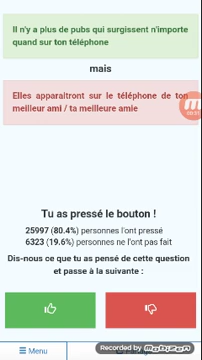 Il n'y a plus de pubs qui surgissent n'importe
quand sur ton téléphone
mais
Elles apparaîtront sur le téléphone de ton
meilleur ami / ta meilleure amie
Tu as pressé le bouton !
25997 (80.4%) personnes l'ont pressé
6323 (19.6%) personnes ne l'ont pas fait
Dis-nous ce que tu as pensé de cette question
et passe à la suivante :
☰ Menu
Recorded by mobizen